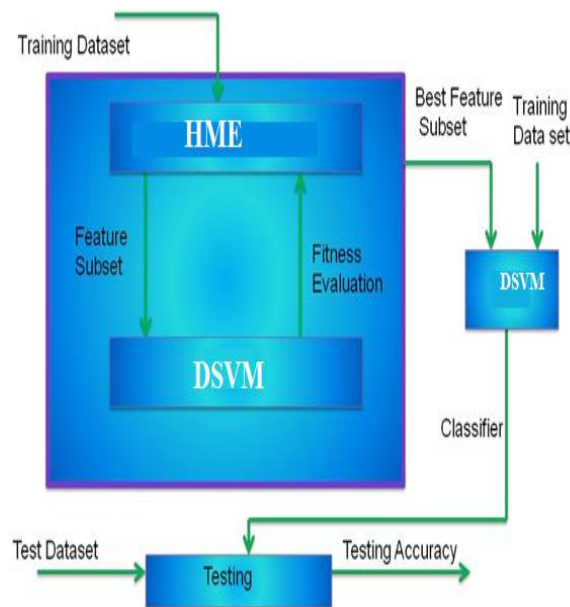 Training Dataset
HME
Feature
Subset
Fitness
Evaluation
DSVM
Best Feature
Subset
Training
Data set
DSVM
Classifier
Test Dataset
Testing
Testing Accuracy